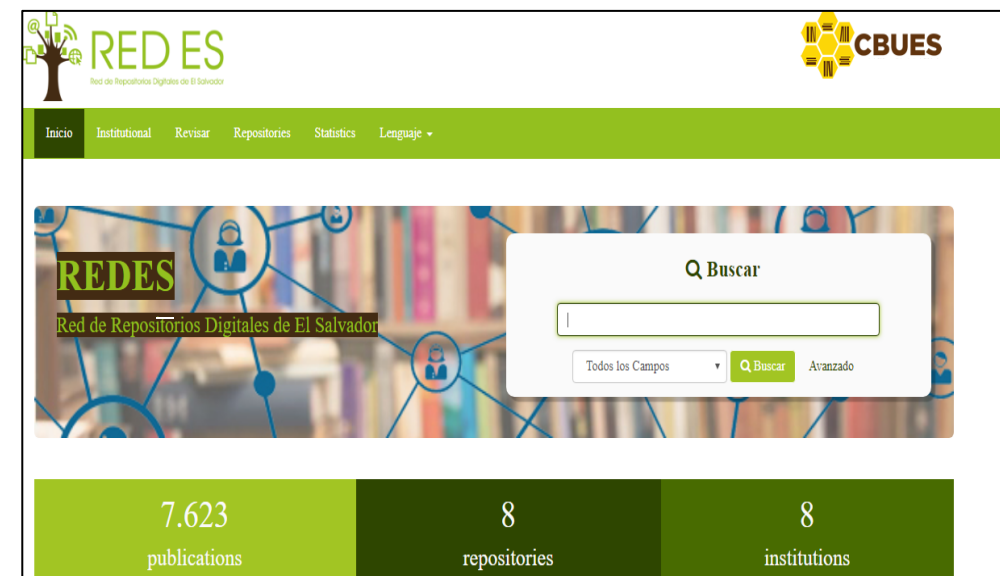 RED ES
Red de Repositorios Digitales de El Salvador
CBUES
Inicio Institutional Revisar Repositories Statistics Lenguaje
REDES
Red de Repositorios Digitales de El Salvador
Buscar
Todos los Campos Buscar Avanzado
7.623 8 8
publications repositories institutions